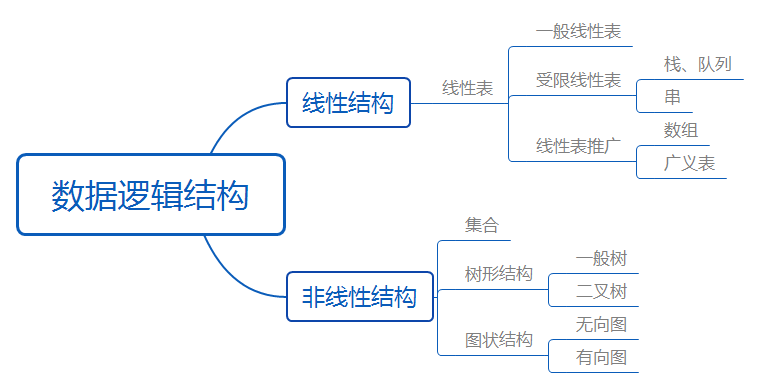 数据逻辑结构
线性结构
线性表
一般线性表
受限线性表
栈、队列
串
线性表推广
数组
广义表
非线性结构
集合
树形结构
一般树
二叉树
图状结构
无向图
有向图